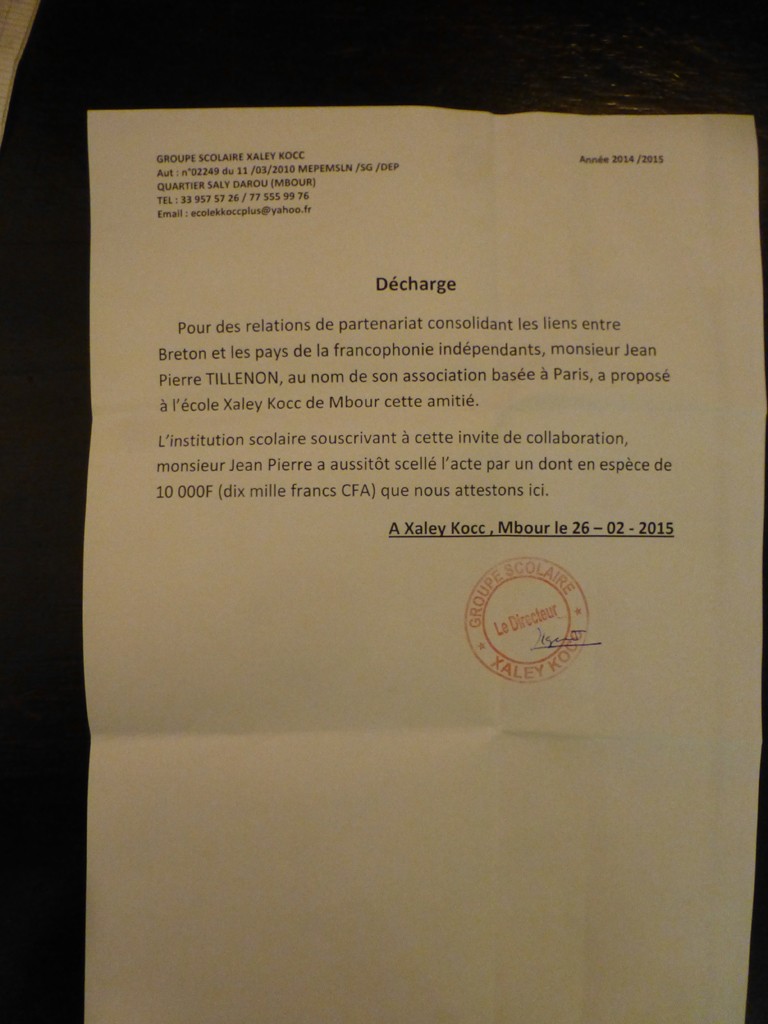 GROUPE SCOLAIRE XALEY KOCC
Aut : n°02249 du 11 /03/2010 MEPEMSLN /SG /DEP
QUARTIER SALY DAROU (MBOUR)
TEL : 33 957 57 26 / 77 555 99 76
Email : ecolekkoccplus@yahoo.fr
Année 2014 /2015
Décharge
Pour des relations de partenariat consolidant les liens entre
Breton et les pays de la francophonie indépendants, monsieur Jean
Pierre TILLENON, au nom de son association basée à Paris, a proposé
à l'école Xaley Kocc de Mbour cette amitié.
L'institution scolaire souscrivant à cette invite de collaboration,
monsieur Jean Pierre a aussitôt scellé l'acte par un dont en espèce de
10 000F (dix mille francs CFA) que nous attestons ici.
A Xaley Kocc , Mbour le 26 – 02 - 2015
GROUPE SCOLAIRE
Le Directeur
XALEY KOCC